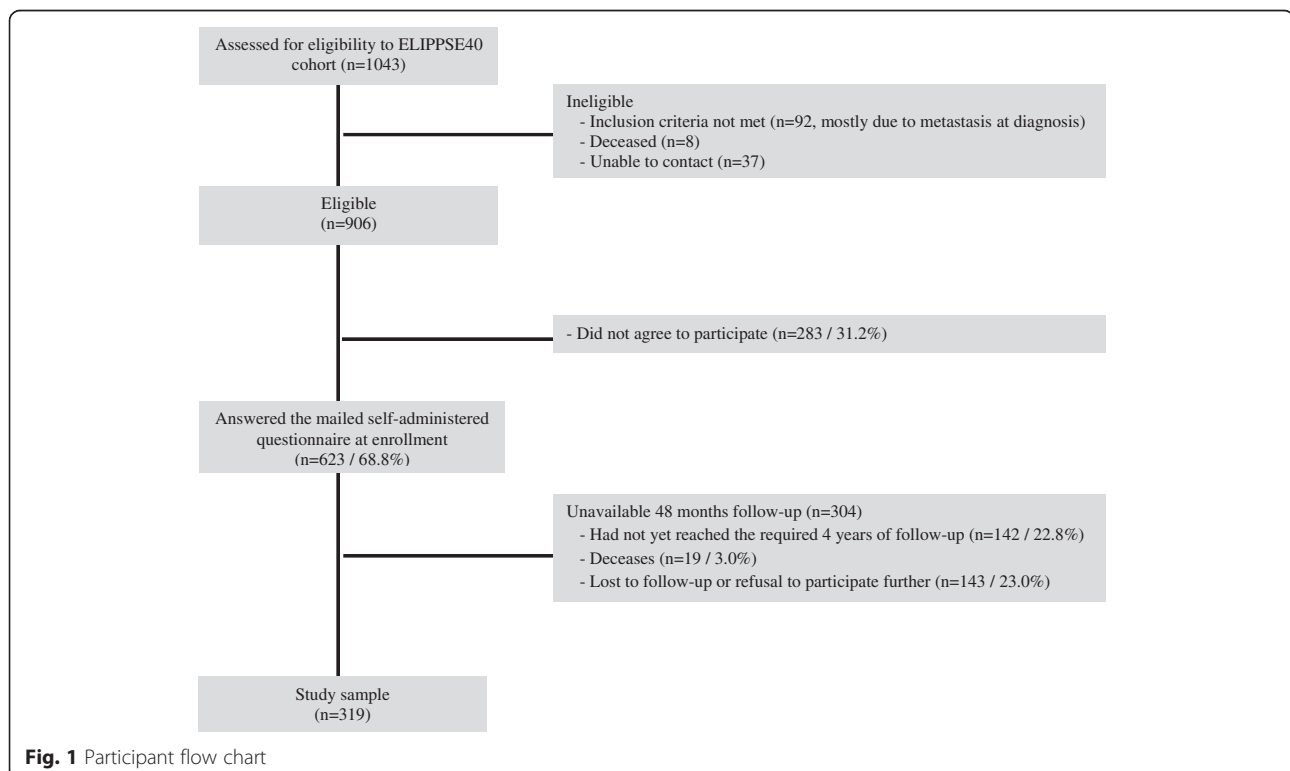 Assessed for eligibility to ELIPPSE40
cohort (n=1043)
Ineligible
- Inclusion criteria not met (n=92, mostly due to metastasis at diagnosis)
- Deceased (n=8)
- Unable to contact (n=37)
Eligible
(n=906)
- Did not agree to participate (n=283 / 31.2%)
Answered the mailed self-administered
questionnaire at enrollment
(n=623 / 68.8%)
Unavailable 48 months follow-up (n=304)
- Had not yet reached the required 4 years of follow-up (n=142 / 22.8%)
- Deceases (n=19 / 3.0%)
- Lost to follow-up or refusal to participate further (n=143 / 23.0%)
Study sample
(n=319)
Fig. 1 Participant flow chart